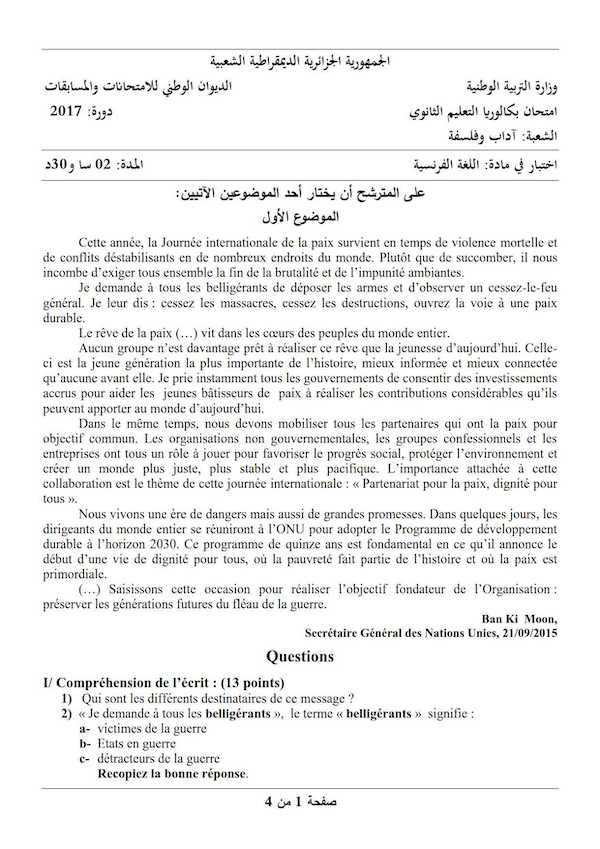 الجمهورية الجزائرية الديمقراطية الشعبية
وزارة التربية الوطنية الديوان الوطني للامتحانات والمسابقات
امتحان بكالوريا التعليم الثانوي دورة: 2017
الشعبة: آداب وفلسفة
اختبار في مادة: اللغة الفرنسية المدة: 02 سا و30د
على المترشح أن يختار أحد الموضوعين الآتيين:
الموضوع الأول
Cette année, la Journée internationale de la paix survient en temps de violence mortelle et
de conflits déstabilisants en de nombreux endroits du monde. Plutôt que de succomber, il nous
incombe d’exiger tous ensemble la fin de la brutalité et de l’impunité ambiantes.
Je demande à tous les belligérants de déposer les armes et d’observer un cessez-le-feu
général. Je leur dis : cessez les massacres, cessez les destructions, ouvrez la voie à une paix
durable.
Le rêve de la paix (…) vit dans les cœurs des peuples du monde entier.
Aucun groupe n’est davantage prêt à réaliser ce rêve que la jeunesse d’aujourd’hui. Celle-
ci est la jeune génération la plus importante de l’histoire, mieux informée et mieux connectée
qu’aucune avant elle. Je prie instamment tous les gouvernements de consentir des investissements
accrus pour aider les jeunes bâtisseurs de paix à réaliser les contributions considérables qu’ils
peuvent apporter au monde d’aujourd’hui.
Dans le même temps, nous devons mobiliser tous les partenaires qui ont la paix pour
objectif commun. Les organisations non gouvernementales, les groupes confessionnels et les
entreprises ont tous un rôle à jouer pour favoriser le progrès social, protéger l’environnement et
créer un monde plus juste, plus stable et plus pacifique. L’importance attachée à cette
collaboration est le thème de cette journée internationale : « Partenariat pour la paix, dignité pour
tous ».
Nous vivons une ère de dangers mais aussi de grandes promesses. Dans quelques jours, les
dirigeants du monde entier se réuniront à l’ONU pour adopter le Programme de développement
durable à l’horizon 2030. Ce programme de quinze ans est fondamental en ce qu’il annonce le
début d’une vie de dignité pour tous, où la pauvreté fait partie de l’histoire et où la paix est
primordiale.
(…) Saisissons cette occasion pour réaliser l’objectif fondateur de l’Organisation :
préserver les générations futures du fléau de la guerre.
Ban Ki Moon,
Secrétaire Général des Nations Unies, 21/09/2015
Questions
I/ Compréhension de l’écrit : (13 points)
1) Qui sont les différents destinataires de ce message ?
2) « Je demande à tous les belligérants », le terme « belligérants » signifie :
a- victimes de la guerre
b- Etats en guerre
c- détracteurs de la guerre
Recopiez la bonne réponse.
صفحة 1 من 4